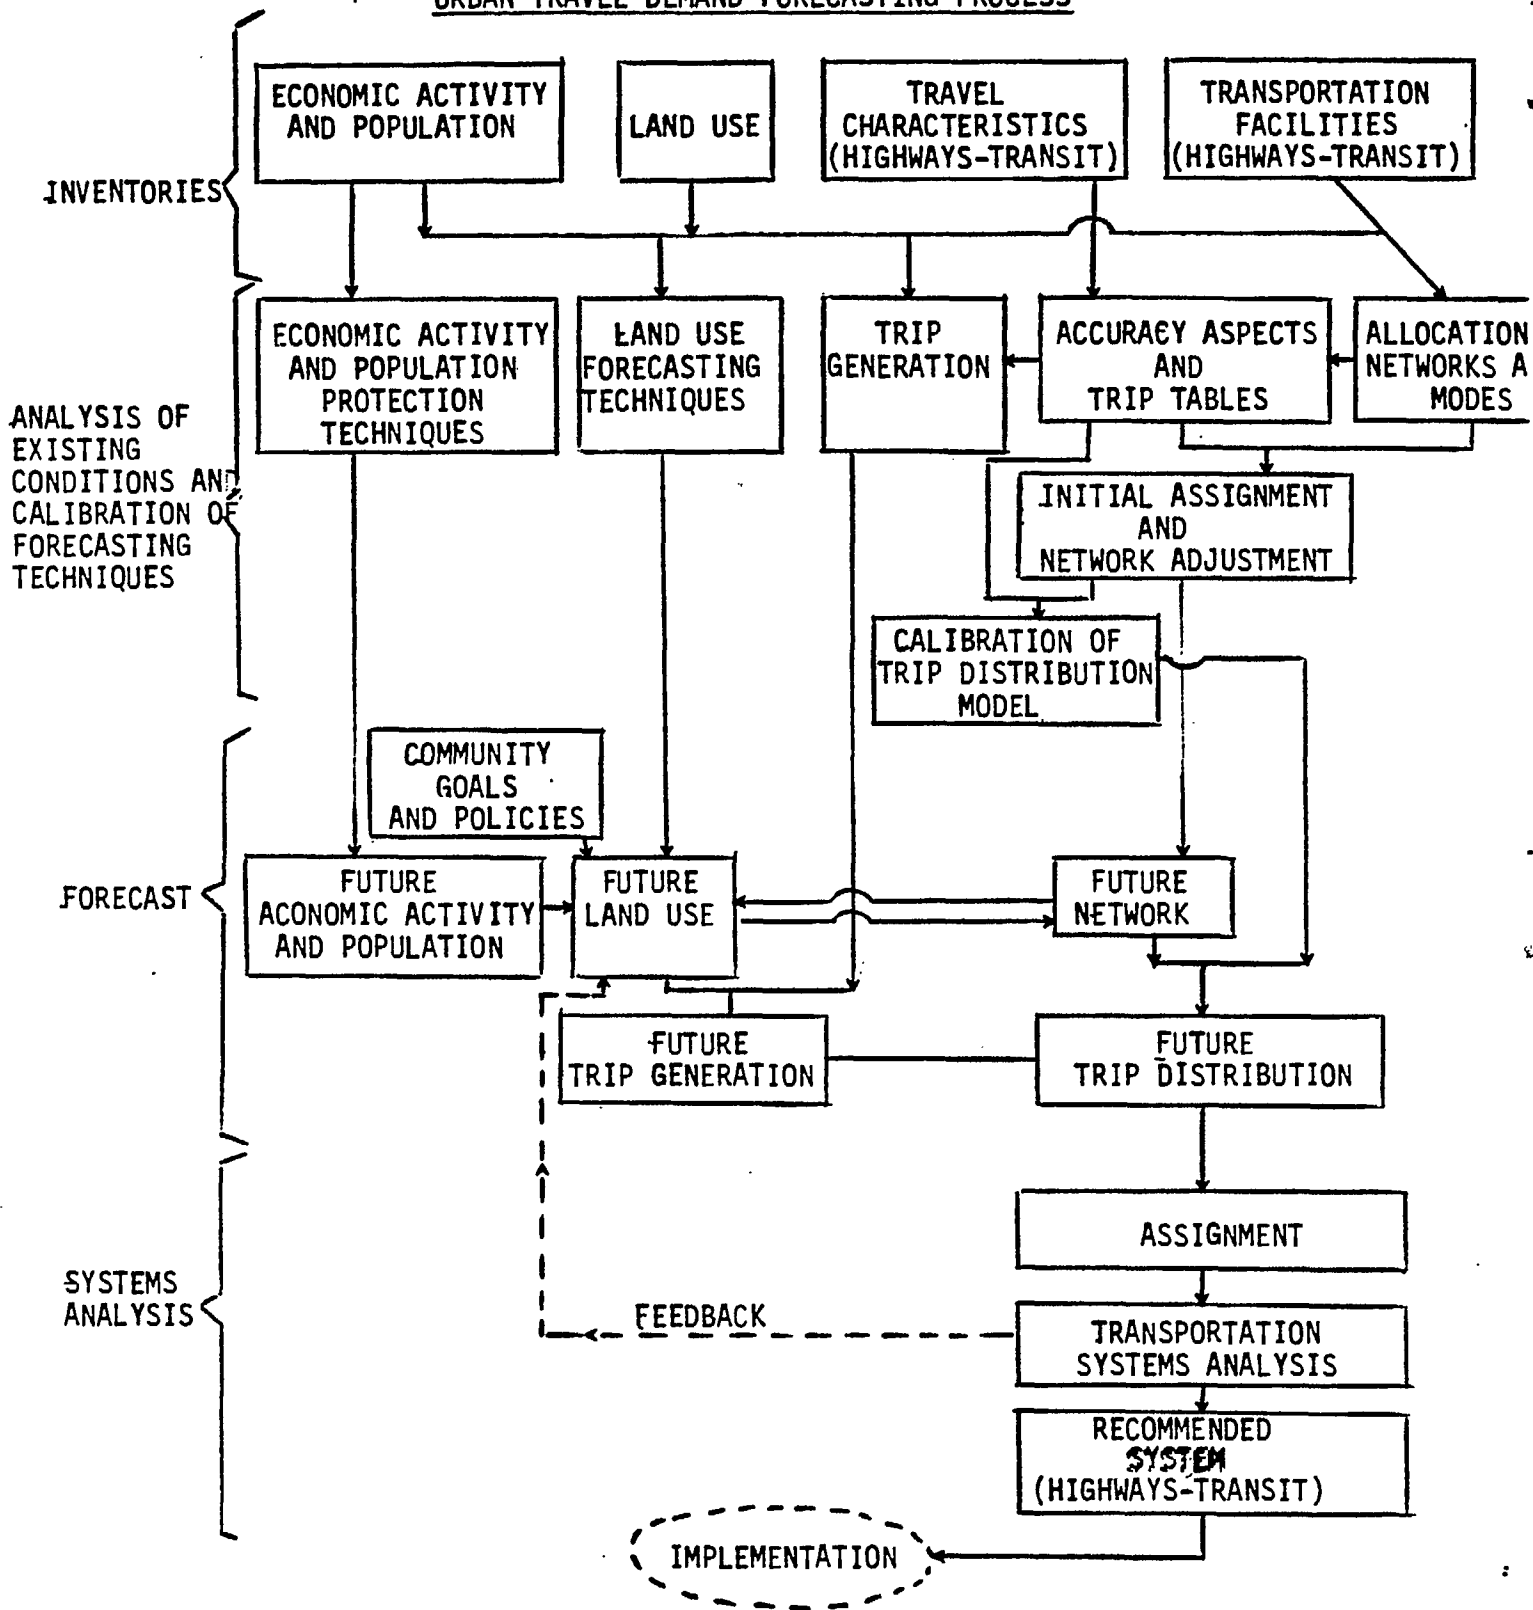 URBAN TRAVEL DEMAND FORECASTING PROCESS
ECONOMIC ACTIVITY
AND POPULATION
LAND USE
TRAVEL
CHARACTERISTICS
(HIGHWAYS-TRANSIT)
TRANSPORTATION
FACILITIES
(HIGHWAYS-TRANSIT)
INVENTORIES
ECONOMIC ACTIVITY
AND POPULATION
PROTECTION
TECHNIQUES
LAND USE
FORECASTING
TECHNIQUES
TRIP
GENERATION
ACCURACY ASPECTS
AND
TRIP TABLES
ALLOCATION
NETWORKS A
MODES
ANALYSIS OF
EXISTING
CONDITIONS AND
CALIBRATION OF
FORECASTING
TECHNIQUES
INITIAL ASSIGNMENT
AND
NETWORK ADJUSTMENT
CALIBRATION OF
TRIP DISTRIBUTION
MODEL
COMMUNITY
GOALS
AND POLICIES
FORECAST
FUTURE
ACONOMIC ACTIVITY
AND POPULATION
FUTURE
LAND USE
FUTURE
NETWORK
FUTURE
TRIP GENERATION
FUTURE
TRIP DISTRIBUTION
ASSIGNMENT
SYSTEMS
ANALYSIS
FEEDBACK
TRANSPORTATION
SYSTEMS ANALYSIS
RECOMMENDED
SYSTEM
(HIGHWAYS-TRANSIT)
IMPLEMENTATION